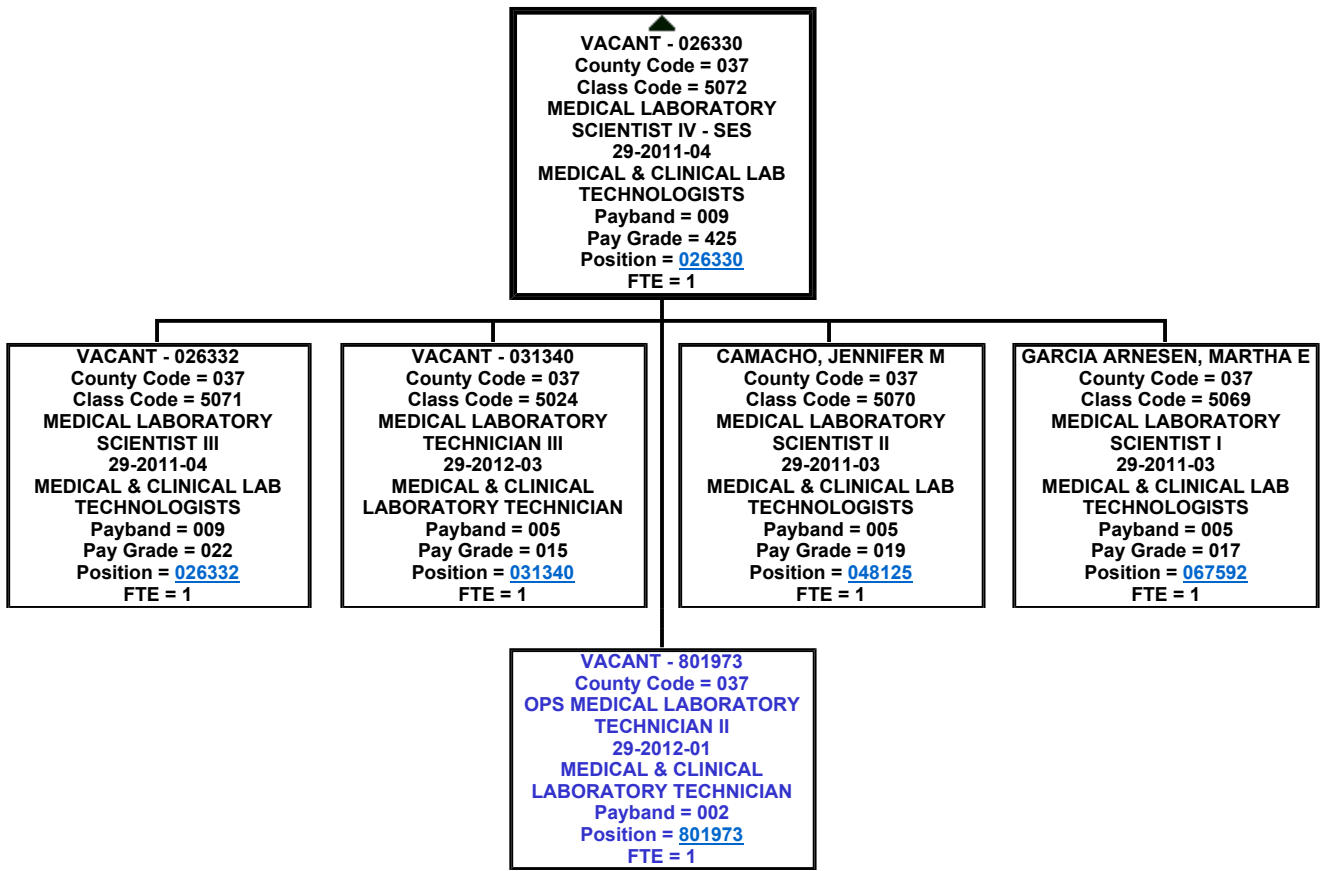 VACANT - 026330
County Code = 037
Class Code = 5072
MEDICAL LABORATORY
SCIENTIST IV - SES
29-2011-04
MEDICAL & CLINICAL LAB
TECHNOLOGISTS
Payband = 009
Pay Grade = 425
Position = 026330
FTE = 1
VACANT - 026332
County Code = 037
Class Code = 5071
MEDICAL LABORATORY
SCIENTIST III
29-2011-04
MEDICAL & CLINICAL LAB
TECHNOLOGISTS
Payband = 009
Pay Grade = 022
Position = 026332
FTE = 1
VACANT - 031340
County Code = 037
Class Code = 5024
MEDICAL LABORATORY
TECHNICIAN III
29-2012-03
MEDICAL & CLINICAL
LABORATORY TECHNICIAN
Payband = 005
Pay Grade = 015
Position = 031340
FTE = 1
CAMACHO, JENNIFER M
County Code = 037
Class Code = 5070
MEDICAL LABORATORY
SCIENTIST II
29-2011-03
MEDICAL & CLINICAL LAB
TECHNOLOGISTS
Payband = 005
Pay Grade = 019
Position = 048125
FTE = 1
GARCIA ARNESEN, MARTHA E
County Code = 037
Class Code = 5069
MEDICAL LABORATORY
SCIENTIST I
29-2011-03
MEDICAL & CLINICAL LAB
TECHNOLOGISTS
Payband = 005
Pay Grade = 017
Position = 067592
FTE = 1
VACANT - 801973
County Code = 037
OPS MEDICAL LABORATORY
TECHNICIAN II
29-2012-01
MEDICAL & CLINICAL
LABORATORY TECHNICIAN
Payband = 002
Position = 801973
FTE = 1